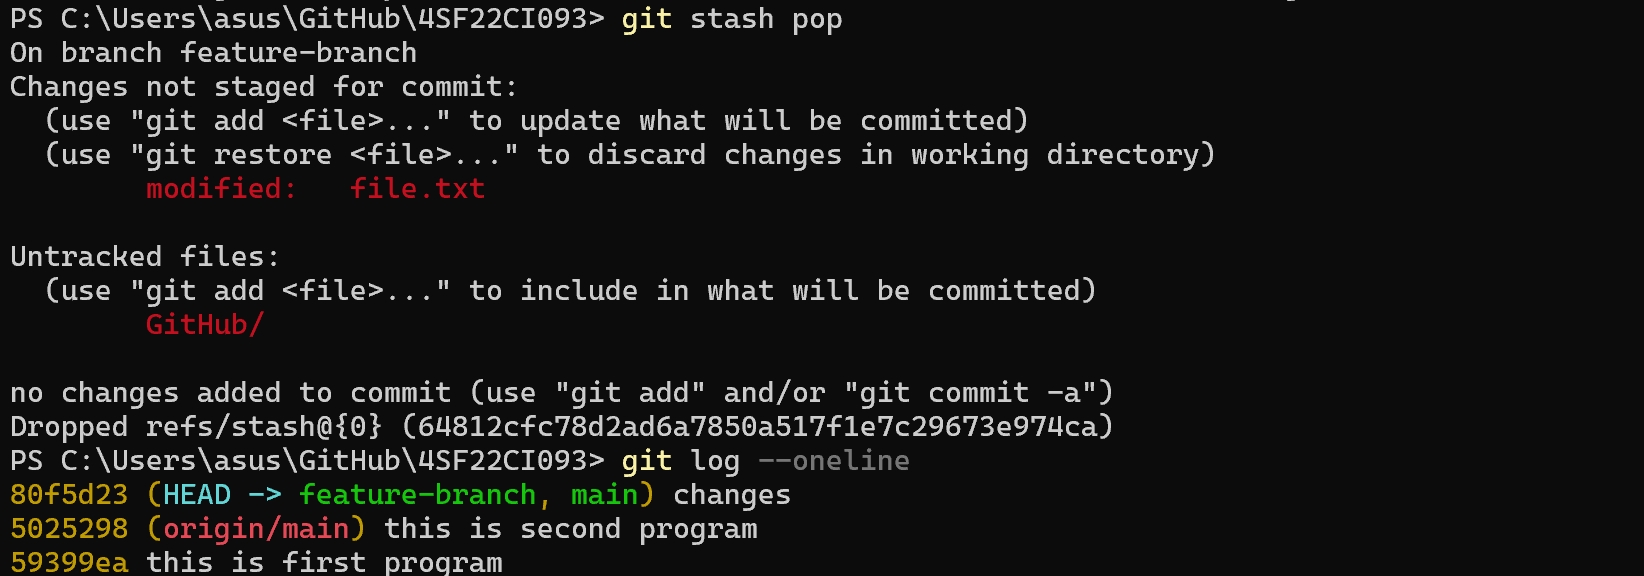 PS C:\Users\asus\GitHub\4SF22CI093> git stash pop
On branch feature-branch
Changes not staged for commit:
  (use "git add <file>..." to update what will be committed)
  (use "git restore <file>..." to discard changes in working directory)
        modified:   file.txt

Untracked files:
  (use "git add <file>..." to include in what will be committed)
        GitHub/

no changes added to commit (use "git add" and/or "git commit -a")
Dropped refs/stash@{0} (64812cfc78d2ad6a7850a517f1e7c29673e974ca)
PS C:\Users\asus\GitHub\4SF22CI093> git log --oneline
80f5d23 (HEAD -> feature-branch, main) changes
5025298 (origin/main) this is second program
59399ea this is first program